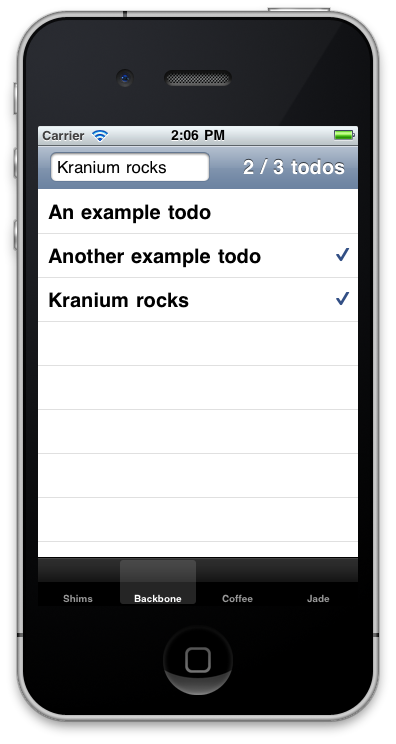 Carrier 2:06 PM
Kranium rocks 2 / 3 todos
An example todo
Another example todo
Kranium rocks
Shims Backbone Coffee Jade